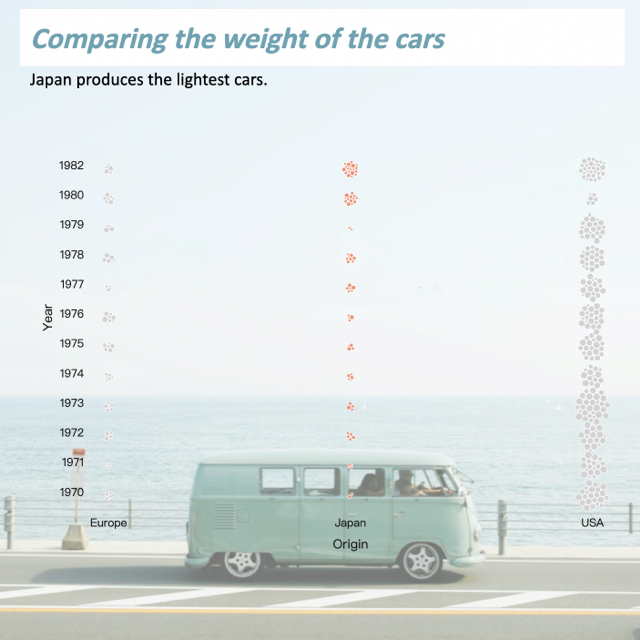 Comparing the weight of the cars
Japan produces the lightest cars.
1982
1980
1979
1978
1977
1976
1975
1974
1973
1972
1971
1970
Year
Europe
Japan
USA
Origin